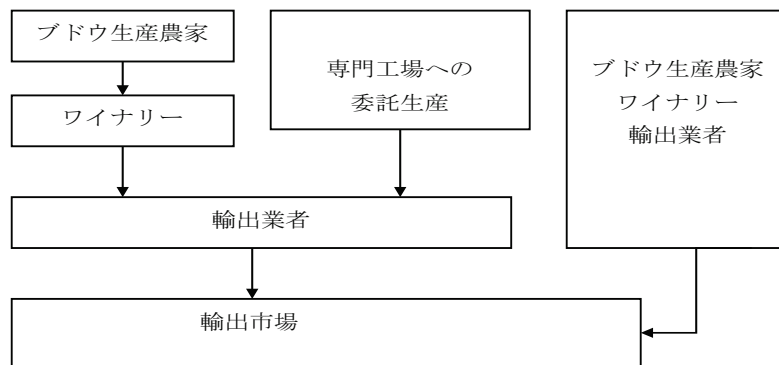 ブドウ生産農家
ワイナリー
専門工場への
委託生産
ブドウ生産農家
ワイナリー
輸出業者
輸出業者
輸出市場